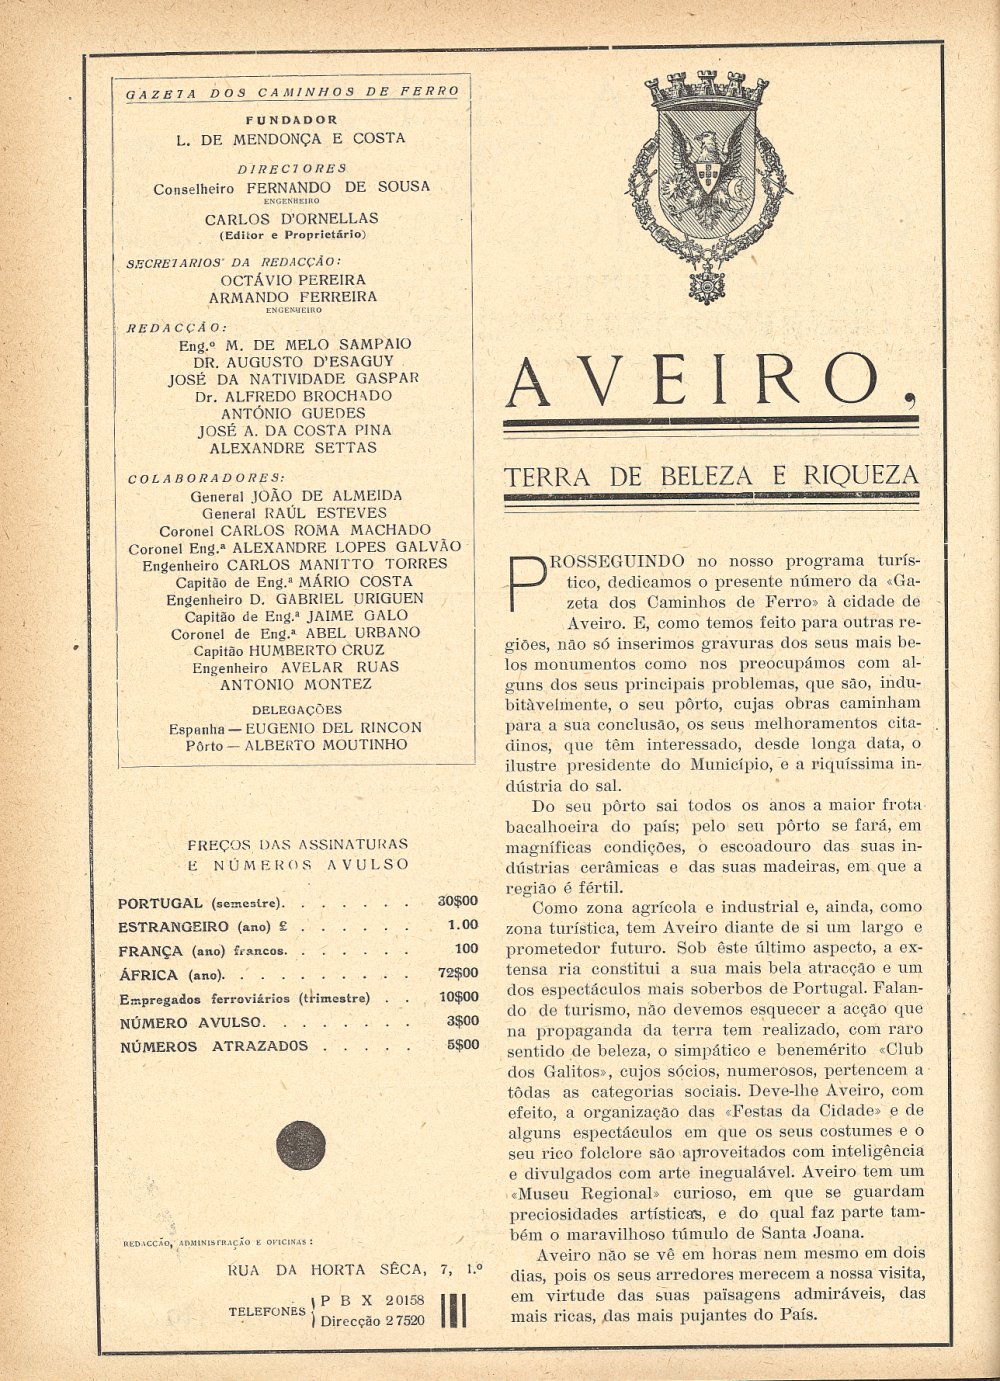 GAZETA DOS CAMINHOS DE FERRO
FUNDADOR
L. DE MENDONÇA E COSTA
DIRECTORES
Conselheiro FERNANDO DE SOUSA
ENGENHEIRO
CARLOS D'ORNELLAS
(Editor e Proprietário)
SECRETARIOS DA REDACÇÃO:
OCTÁVIO PEREIRA
ARMANDO FERREIRA
ENGENHEIRO
REDACÇÃO:
Eng.º M. DE MELO SAMPAIO
DR. AUGUSTO D'ESAGUY
JOSÉ DA NATIVIDADE GASPAR
Dr. ALFREDO BROCHADO
ANTÓNIO GUEDES
JOSÉ A. DA COSTA PINA
ALEXANDRE SETTAS
COLABORADORES:
General JOÃO DE ALMEIDA
General RAÚL ESTEVES
Coronel CARLOS ROMA MACHADO
Coronel Eng.ª ALEXANDRE LOPES GALVÃO
Engenheiro CARLOS MANITTO TORRES
Capitão de Eng.ª MÁRIO COSTA
Engenheiro D. GABRIEL URIGUEN
Capitão de Eng.ª JAIME GALO
Coronel de Eng.ª ABEL URBANO
Capitão HUMBERTO CRUZ
Engenheiro AVELAR RUAS
ANTONIO MONTEZ
DELEGAÇÕES
Espanha — EUGENIO DEL RINCON
Pôrto — ALBERTO MOUTINHO
PREÇOS DAS ASSINATURAS
E NÚMEROS AVULSO
PORTUGAL (semestre). . . . . . . 30$00
ESTRANGEIRO (ano) £ . . . . . . 1.00
FRANÇA (ano) francos. . . . . . . 100
ÁFRICA (ano). . . . . . . . . . 72$00
Empregados ferroviários (trimestre) . . 10$00
NÚMERO AVULSO. . . . . . . . 3$00
NÚMEROS ATRAZADOS . . . . . 5$00
REDACÇÃO, ADMINISTRAÇÃO E OFICINAS :
RUA DA HORTA SÊCA, 7, 1.º
TELEFONES
P B X 20158
Direcção 27520
AVEIRO,
TERRA DE BELEZA E RIQUEZA
PROSSEGUINDO no nosso programa turís-
tico, dedicamos o presente número da «Ga-
zeta dos Caminhos de Ferro» à cidade de
Aveiro. E, como temos feito para outras re-
giões, não só inserimos gravuras dos seus mais be-
los monumentos como nos preocupámos com al-
guns dos seus principais problemas, que são, indu-
bitàvelmente, o seu pôrto, cujas obras caminham
para a sua conclusão, os seus melhoramentos cita-
dinos, que têm interessado, desde longa data, o
ilustre presidente do Município, e a riquíssima in-
dústria do sal.
Do seu pôrto sai todos os anos a maior frota
bacalhoeira do país; pelo seu pôrto se fará, em
magníficas condições, o escoadouro das suas in-
dústrias cerâmicas e das suas madeiras, em que a
região é fértil.
Como zona agrícola e industrial e, ainda, como
zona turística, tem Aveiro diante de si um largo e
prometedor futuro. Sob êste último aspecto, a ex-
tensa ria constitui a sua mais bela atracção e um
dos espectáculos mais soberbos de Portugal. Falan-
do de turismo, não devemos esquecer a acção que
na propaganda da terra tem realizado, com raro
sentido de beleza, o simpático e benemérito «Club
dos Galitos», cujos sócios, numerosos, pertencem a
tôdas as categorias sociais. Deve-lhe Aveiro, com
efeito, a organização das «Festas da Cidade» e de
alguns espectáculos em que os seus costumes e o
seu rico folclore são aproveitados com inteligência
e divulgados com arte inegualável. Aveiro tem um
«Museu Regional» curioso, em que se guardam
preciosidades artísticas, e do qual faz parte tam-
bém o maravilhoso túmulo de Santa Joana.
Aveiro não se vê em horas nem mesmo em dois
dias, pois os seus arredores merecem a nossa visita,
em virtude das suas païsagens admiráveis, das
mais ricas, das mais pujantes do País.